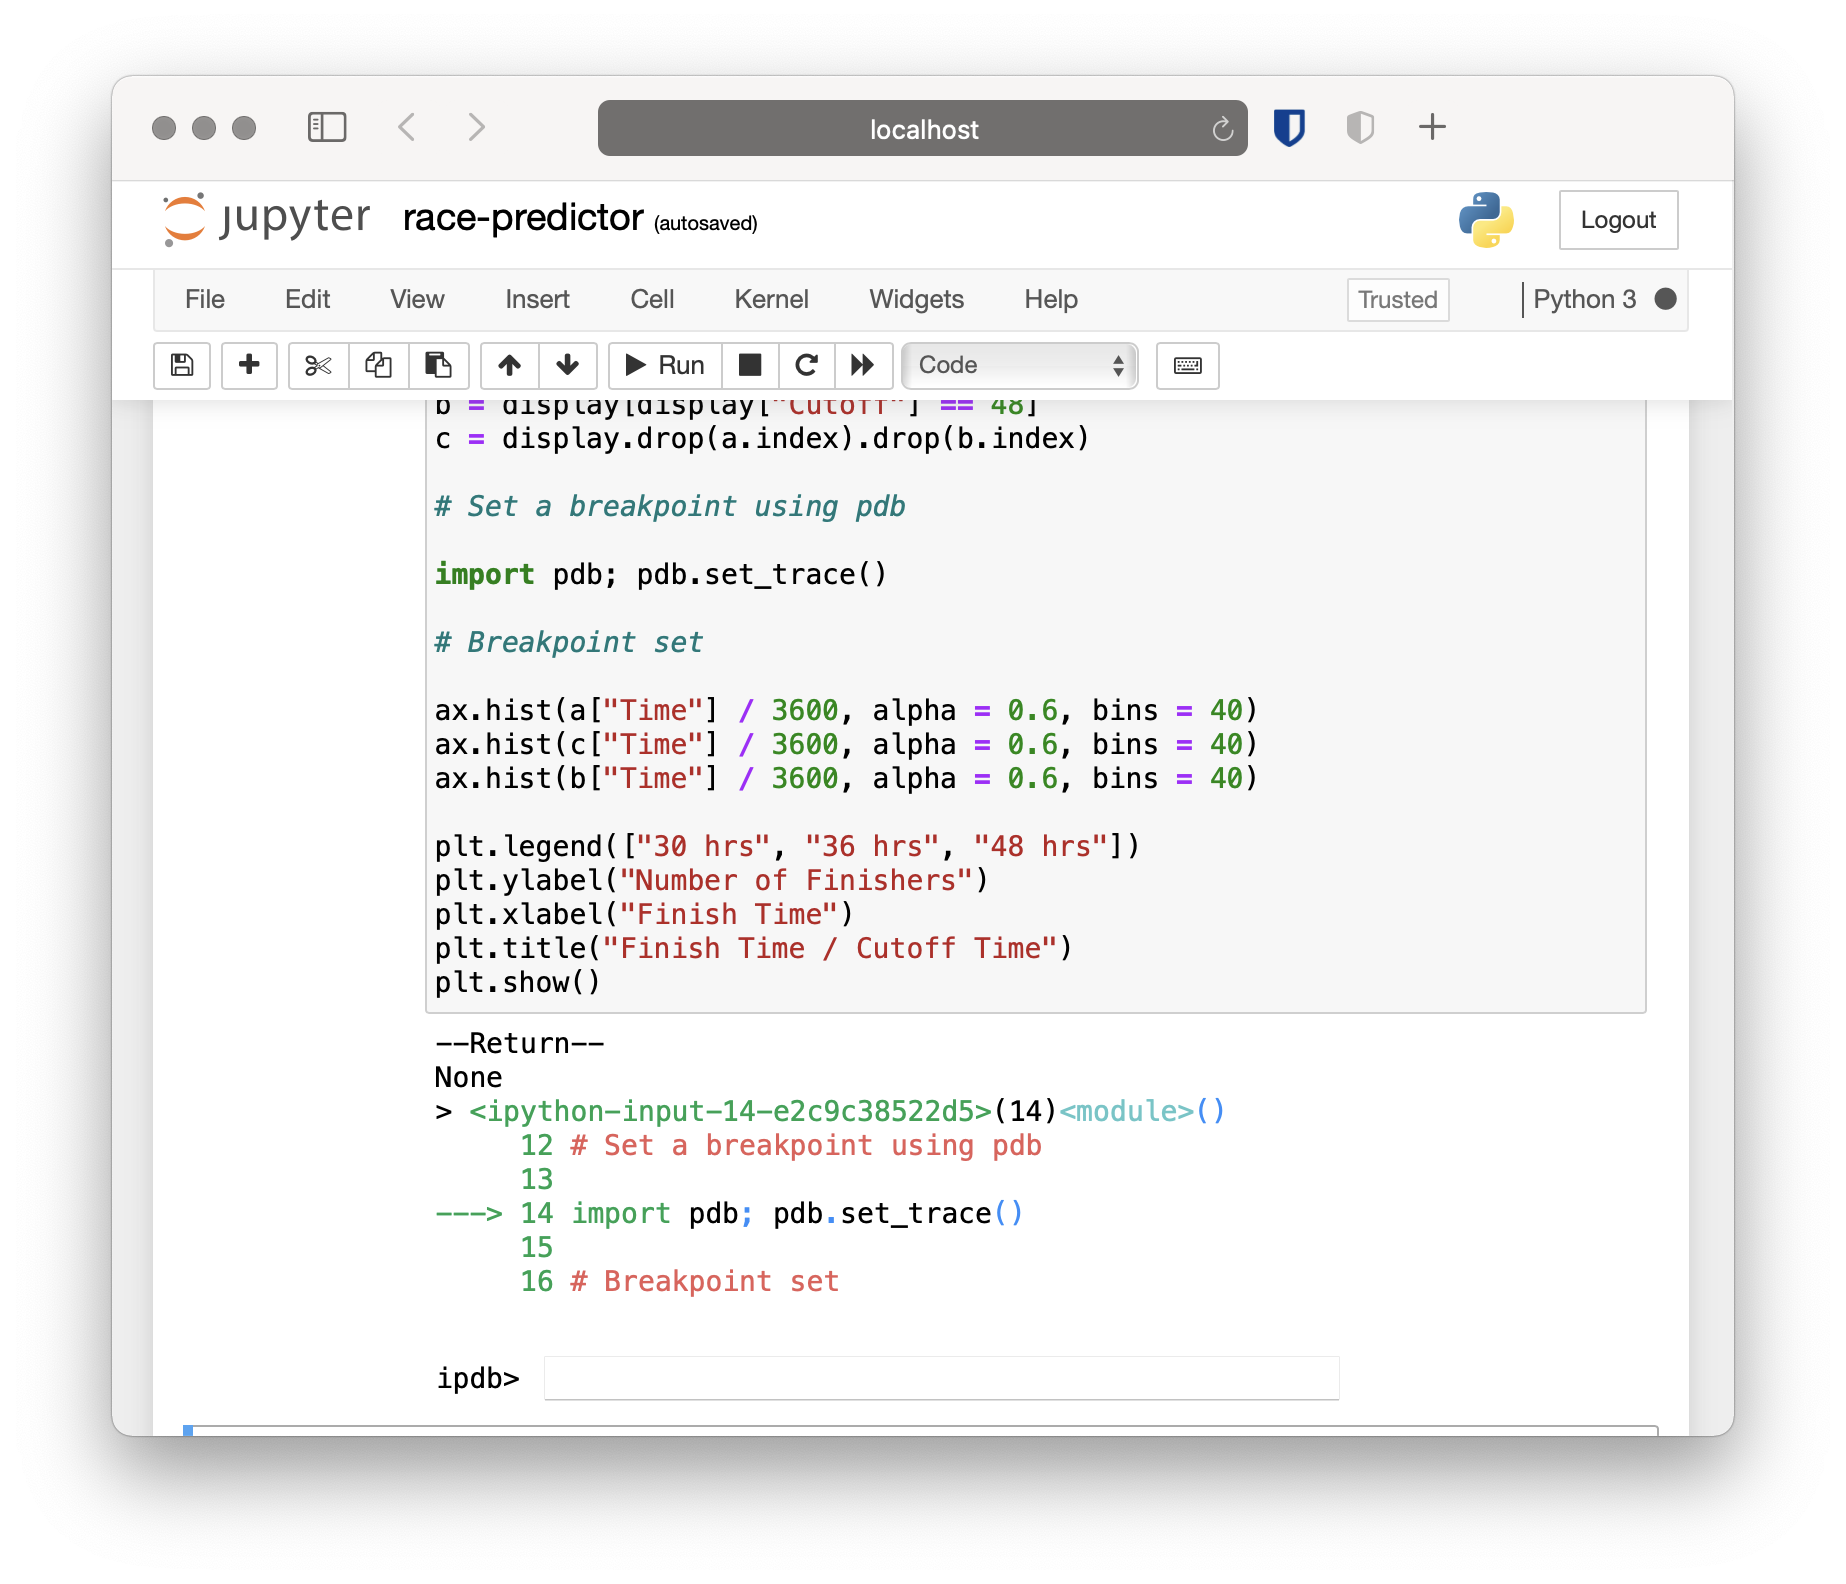 localhost
jupyter race-predictor (autosaved)
Logout
File Edit View Insert Cell Kernel Widgets Help Trusted Python 3
Run Code
b = display[display["Cutoff"] == 48]
c = display.drop(a.index).drop(b.index)
# Set a breakpoint using pdb
import pdb; pdb.set_trace()
# Breakpoint set
ax.hist(a["Time"] / 3600, alpha = 0.6, bins = 40)
ax.hist(c["Time"] / 3600, alpha = 0.6, bins = 40)
ax.hist(b["Time"] / 3600, alpha = 0.6, bins = 40)
plt.legend(["30 hrs", "36 hrs", "48 hrs"])
plt.ylabel("Number of Finishers")
plt.xlabel("Finish Time")
plt.title("Finish Time / Cutoff Time")
plt.show()
--Return--
None
> <ipython-input-14-e2c9c38522d5>(14)<module>()
12 # Set a breakpoint using pdb
13
---> 14 import pdb; pdb.set_trace()
15
16 # Breakpoint set
ipdb>